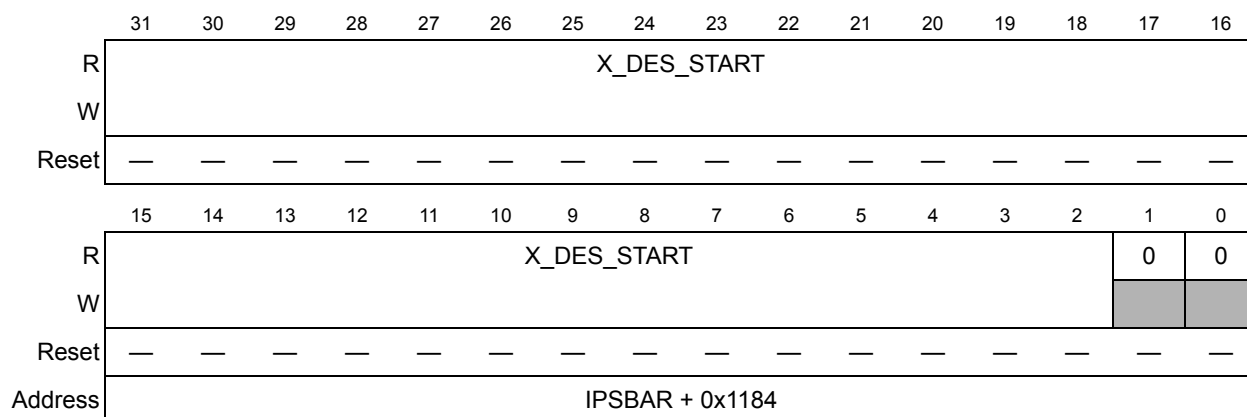 31 30 29 28 27 26 25 24 23 22 21 20 19 18 17 16
R X_DES_START
W
Reset — — — — — — — — — — — — — — — —
15 14 13 12 11 10 9 8 7 6 5 4 3 2 1 0
R X_DES_START 0 0
W
Reset — — — — — — — — — — — — — — — —
Address IPSBAR + 0x1184